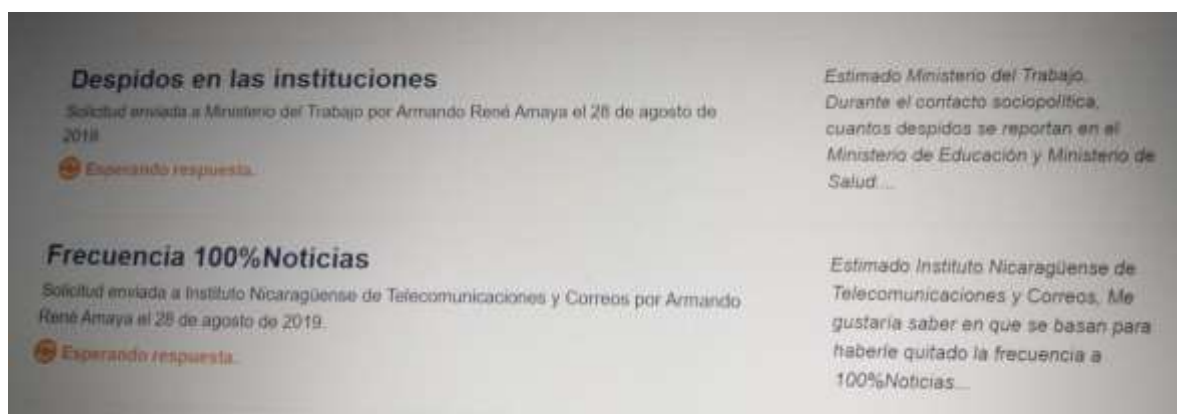 Despidos en las instituciones
Solicitud enviada a Ministerio del Trabajo por Armando René Amaya el 28 de agosto de
2019.
Esperando respuesta.
Estimado Ministerio del Trabajo,
Durante el contacto sociopolítica,
cuantos despidos se reportan en el
Ministerio de Educación y Ministerio de
Salud....
Frecuencia 100%Noticias
Solicitud enviada a Instituto Nicaragüense de Telecomunicaciones y Correos por Armando
René Amaya el 28 de agosto de 2019.
Esperando respuesta.
Estimado Instituto Nicaragüense de
Telecomunicaciones y Correos, Me
gustaría saber en que se basan para
haberle quitado la frecuencia a
100%Noticias...